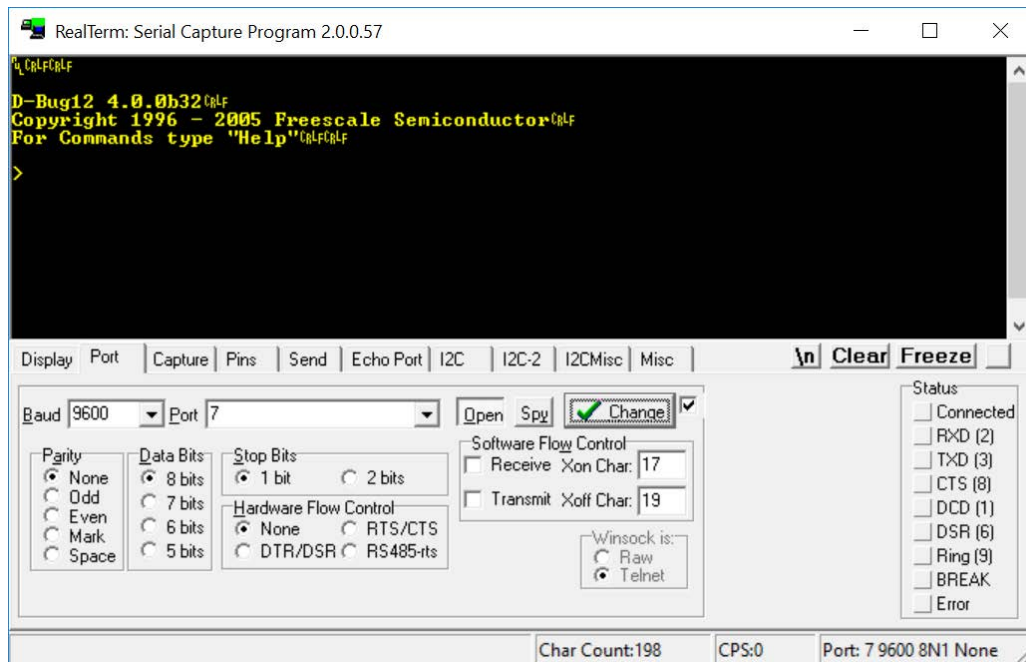 RealTerm: Serial Capture Program 2.0.0.57
NULCRLFCRLF
D-Bug12 4.0.0b32CRLF
Copyright 1996 - 2005 Freescale SemiconductorCRLF
For Commands type "Help"CRLFCRLF
>
Display Port Capture Pins Send Echo Port I2C I2C-2 I2CMisc Misc \n Clear Freeze
Baud 9600 Port 7 Open Spy Change
Status
Connected
RXD (2)
TXD (3)
CTS (8)
DCD (1)
DSR (6)
Ring (9)
BREAK
Error
Parity
None
Odd
Even
Mark
Space
Data Bits
8 bits
7 bits
6 bits
5 bits
Stop Bits
1 bit 2 bits
Hardware Flow Control
None RTS/CTS
DTR/DSR RS485-rts
Software Flow Control
Receive Xon Char: 17
Transmit Xoff Char: 19
Winsock is:
Raw
Telnet
Char Count:198 CPS:0 Port: 7 9600 8N1 None